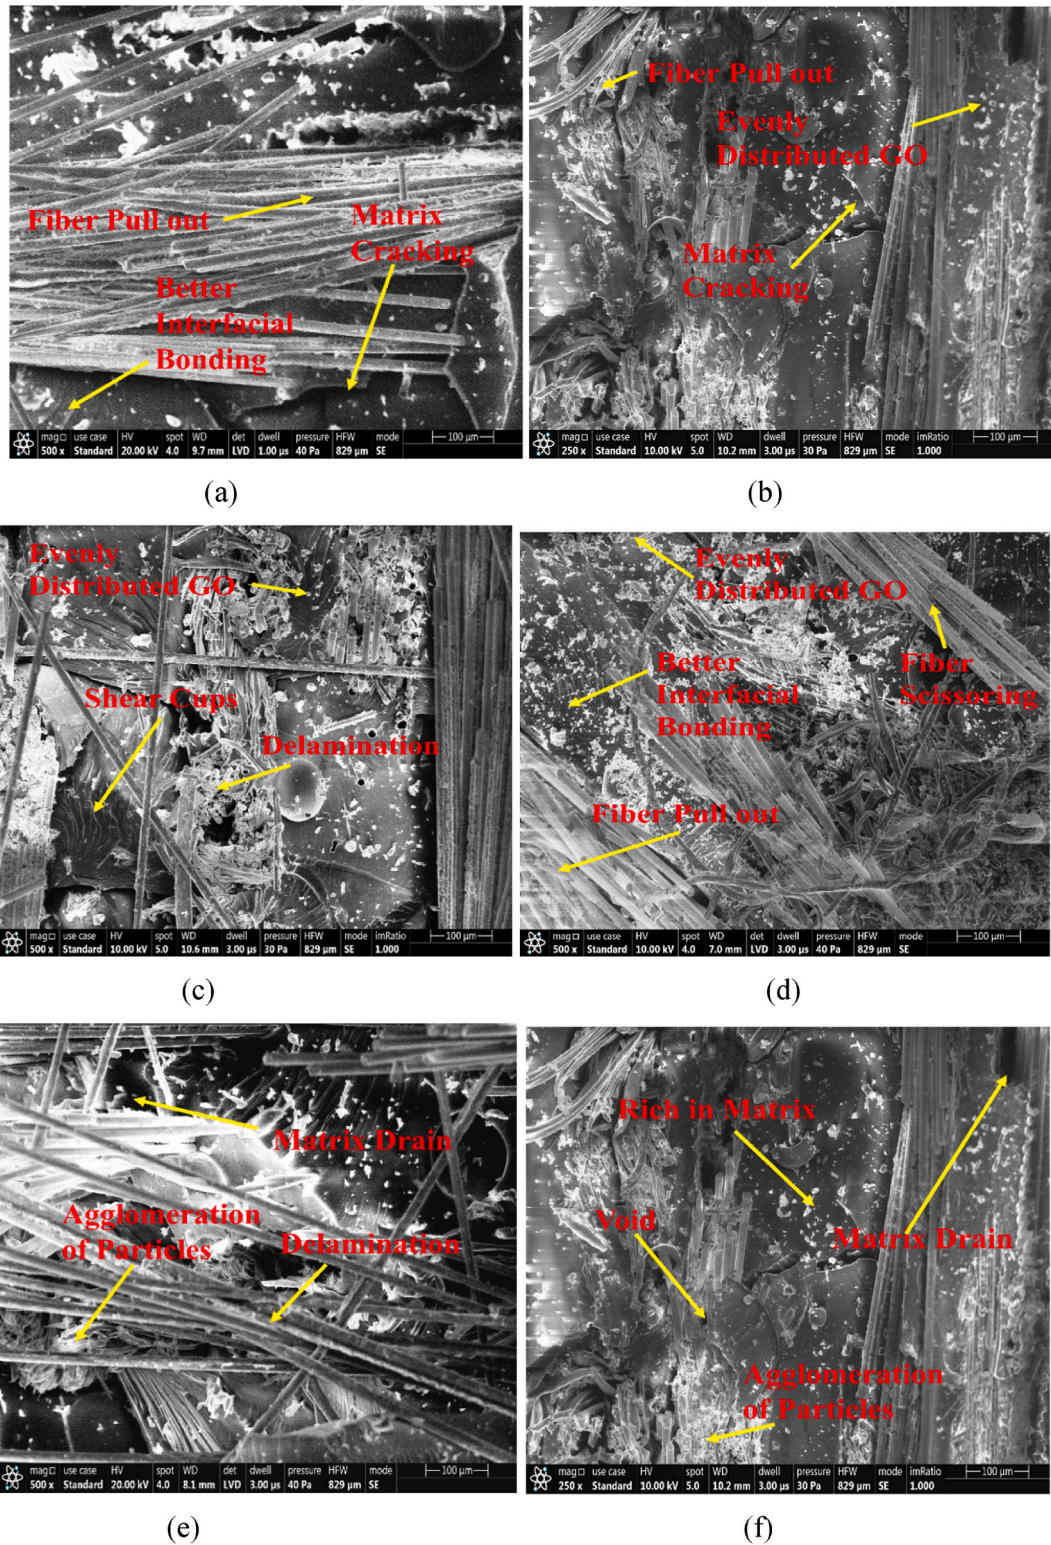 Fiber Pull out
Matrix
Cracking
Better
Interfacial
Bonding
mag use case HV spot WD det dwell pressure HFW mode
500 x Standard 20.00 kV 4.0 9.7 mm LVD 1.00 µs 40 Pa 829 µm SE
100 µm
(a)
Fiber Pull out
Evenly
Distributed GO
Matrix
Cracking
mag use case HV spot WD dwell pressure HFW mode imRatio
250 x Standard 10.00 kV 5.0 10.2 mm 3.00 µs 30 Pa 829 µm SE 1.000
100 µm
(b)
Evenly
Distributed GO
Shear Cups
Delamination
mag use case HV spot WD dwell pressure HFW mode imRatio
500 x Standard 10.00 kV 5.0 10.6 mm 3.00 µs 30 Pa 829 µm SE 1.000
100 µm
(c)
Evenly
Distributed GO
Better
Interfacial
Bonding
Fiber
Scissoring
Fiber Pull out
mag use case HV spot WD det dwell pressure HFW mode
500 x Standard 10.00 kV 4.0 7.0 mm LVD 3.00 µs 40 Pa 829 µm SE
100 µm
(d)
Matrix Drain
Agglomeration
of Particles
Delamination
mag use case HV spot WD det dwell pressure HFW mode
500 x Standard 20.00 kV 4.0 8.1 mm LVD 3.00 µs 40 Pa 829 µm SE
100 µm
(e)
Rich in Matrix
Void
Matrix Drain
Agglomeration
of Particles
mag use case HV spot WD dwell pressure HFW mode imRatio
250 x Standard 10.00 kV 5.0 10.2 mm 3.00 µs 30 Pa 829 µm SE 1.000
100 µm
(f)